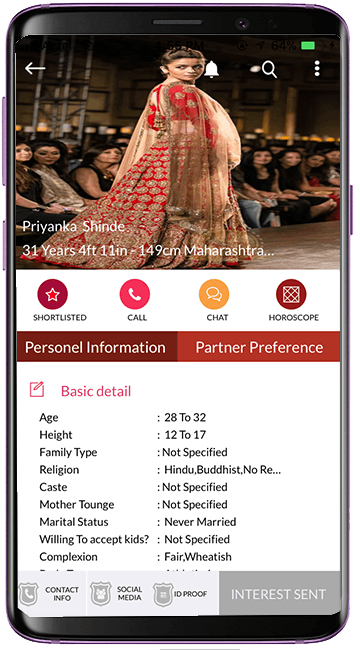 64%
Priyanka Shinde
31 Years 4ft 11in - 149cm Maharashtra...
SHORTLISTED
CALL
CHAT
HOROSCOPE
Personel Information
Partner Preference
Basic detail
Age : 28 To 32
Height : 12 To 17
Family Type : Not Specified
Religion : Hindu,Buddhist,No Re...
Caste : Not Specified
Mother Tounge : Not Specified
Marital Status : Never Married
Willing To accept kids? : Not Specified
Complexion : Fair,Wheatish
CONTACT
INFO
SOCIAL
MEDIA
ID PROOF
INTEREST SENT